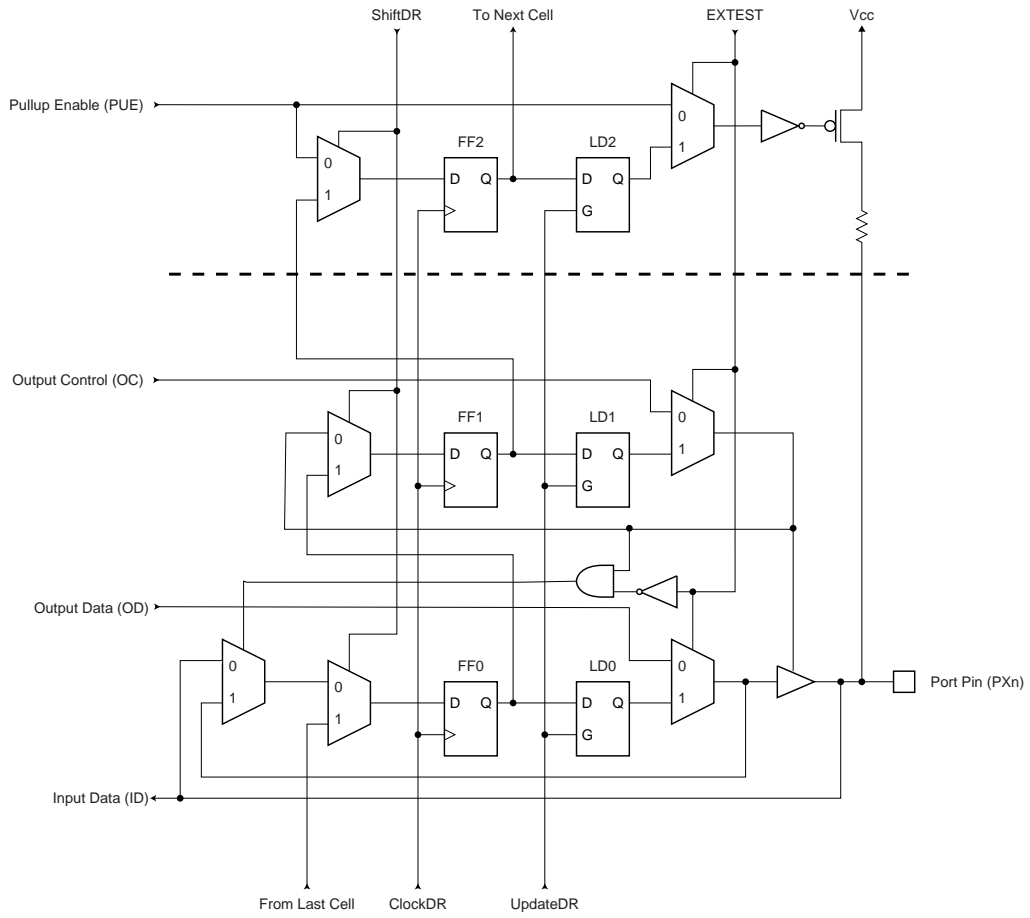 ShiftDR
To Next Cell
EXTEST
Vcc
Pullup Enable (PUE)
0
1
FF2
D Q
LD2
D Q
G
0
1
Output Control (OC)
0
1
FF1
D Q
LD1
D Q
G
0
1
Output Data (OD)
0
1
0
1
FF0
D Q
LD0
D Q
G
0
1
Port Pin (PXn)
Input Data (ID)
From Last Cell
ClockDR
UpdateDR